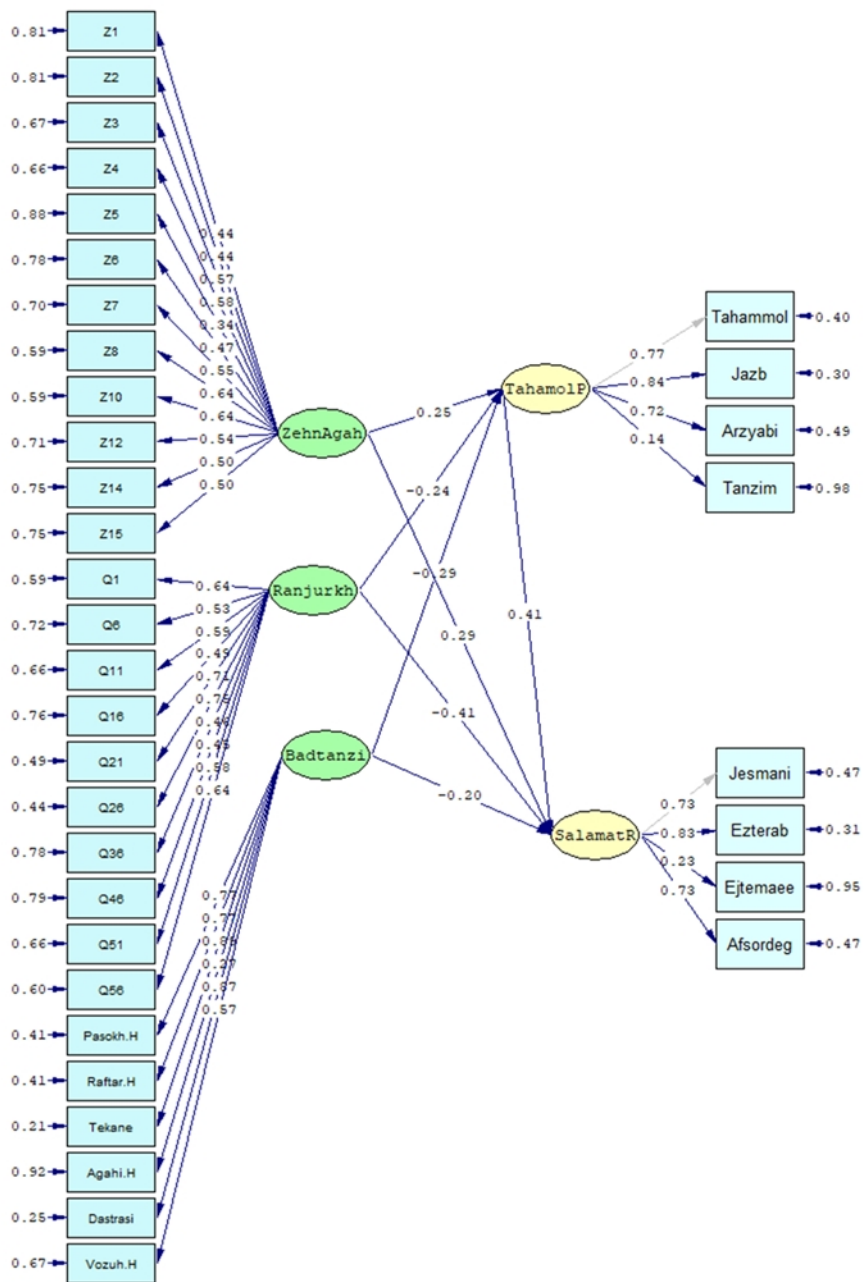 0.81 Z1
0.81 Z2
0.67 Z3
0.66 Z4
0.88 Z5
0.78 Z6
0.70 Z7
0.59 Z8
0.59 Z10
0.71 Z12
0.75 Z14
0.75 Z15
0.59 Q1
0.72 Q6
0.66 Q11
0.76 Q16
0.49 Q21
0.44 Q26
0.78 Q36
0.79 Q46
0.66 Q51
0.60 Q56
0.41 Pasokh.H
0.41 Raftar.H
0.21 Tekane
0.92 Agahi.H
0.25 Dastrasi
0.67 Vozuh.H
0.44
0.44
0.57
0.58
0.34
0.47
0.55
0.64
0.64
0.54
0.50
0.50
0.64
0.53
0.59
0.49
0.71
0.75
0.45
0.58
0.64
0.77
0.77
0.89
0.27
0.87
0.57
ZehnAgah
Ranjurkh
Badtanzi
0.25
-0.24
-0.29
0.29
-0.41
-0.20
0.41
TahamolP
SalamatR
0.77
0.84
0.72
0.14
Tahammol 0.40
Jazb 0.30
Arzyabi 0.49
Tanzim 0.98
0.73
0.83
0.23
0.73
Jesmani 0.47
Ezterab 0.31
Ejtemaee 0.95
Afsordeg 0.47